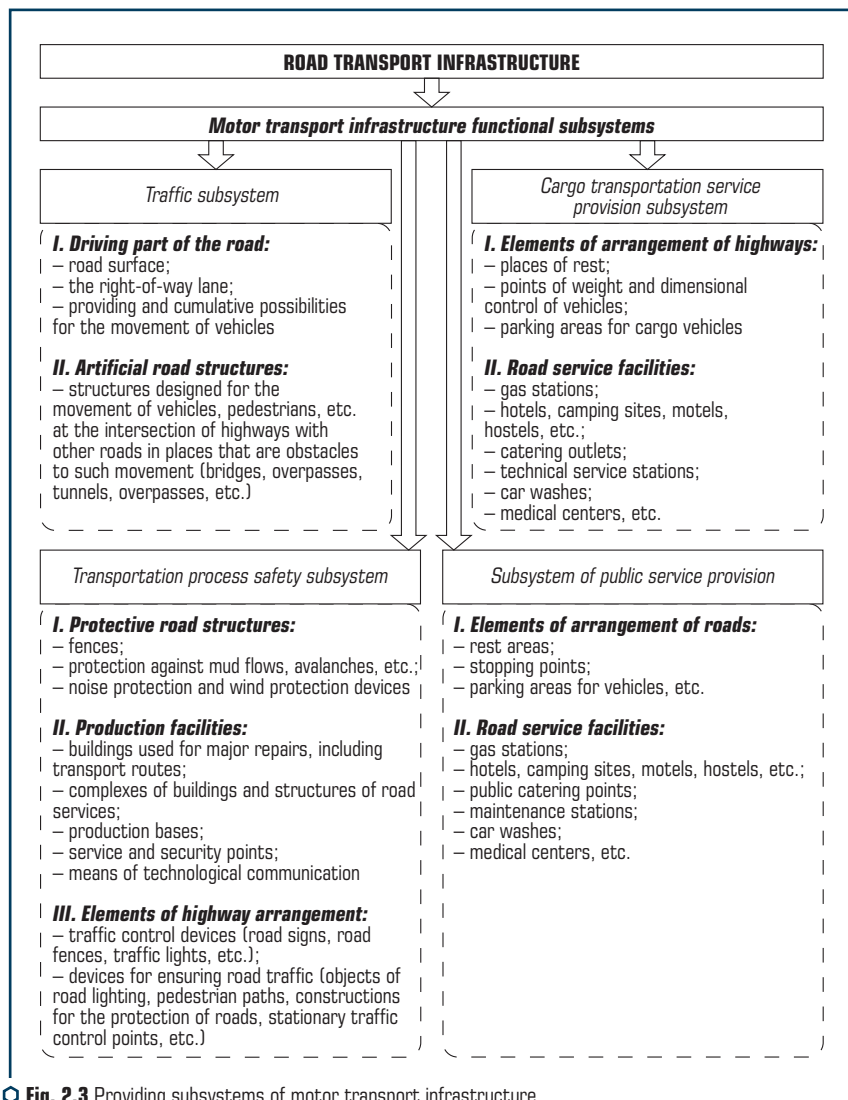 ROAD TRANSPORT INFRASTRUCTURE
Motor transport infrastructure functional subsystems
Traffic subsystem
I. Driving part of the road:
– road surface;
– the right-of-way lane;
– providing and cumulative possibilities
for the movement of vehicles
II. Artificial road structures:
– structures designed for the
movement of vehicles, pedestrians, etc.
at the intersection of highways with
other roads in places that are obstacles
to such movement (bridges, overpasses,
tunnels, overpasses, etc.)
Cargo transportation service
provision subsystem
I. Elements of arrangement of highways:
– places of rest;
– points of weight and dimensional
control of vehicles;
– parking areas for cargo vehicles
II. Road service facilities:
– gas stations;
– hotels, camping sites, motels,
hostels, etc.;
– catering outlets;
– technical service stations;
– car washes;
– medical centers, etc.
Transportation process safety subsystem
I. Protective road structures:
– fences;
– protection against mud flows, avalanches, etc.;
– noise protection and wind protection devices
II. Production facilities:
– buildings used for major repairs, including
transport routes;
– complexes of buildings and structures of road
services;
– production bases;
– service and security points;
– means of technological communication
III. Elements of highway arrangement:
– traffic control devices (road signs, road
fences, traffic lights, etc.);
– devices for ensuring road traffic (objects of
road lighting, pedestrian paths, constructions
for the protection of roads, stationary traffic
control points, etc.)
Subsystem of public service provision
I. Elements of arrangement of roads:
– rest areas;
– stopping points;
– parking areas for vehicles, etc.
II. Road service facilities:
– gas stations;
– hotels, camping sites, motels, hostels, etc.;
– public catering points;
– maintenance stations;
– car washes;
– medical centers, etc.
Fig. 2.3 Providing subsystems of motor transport infrastructure